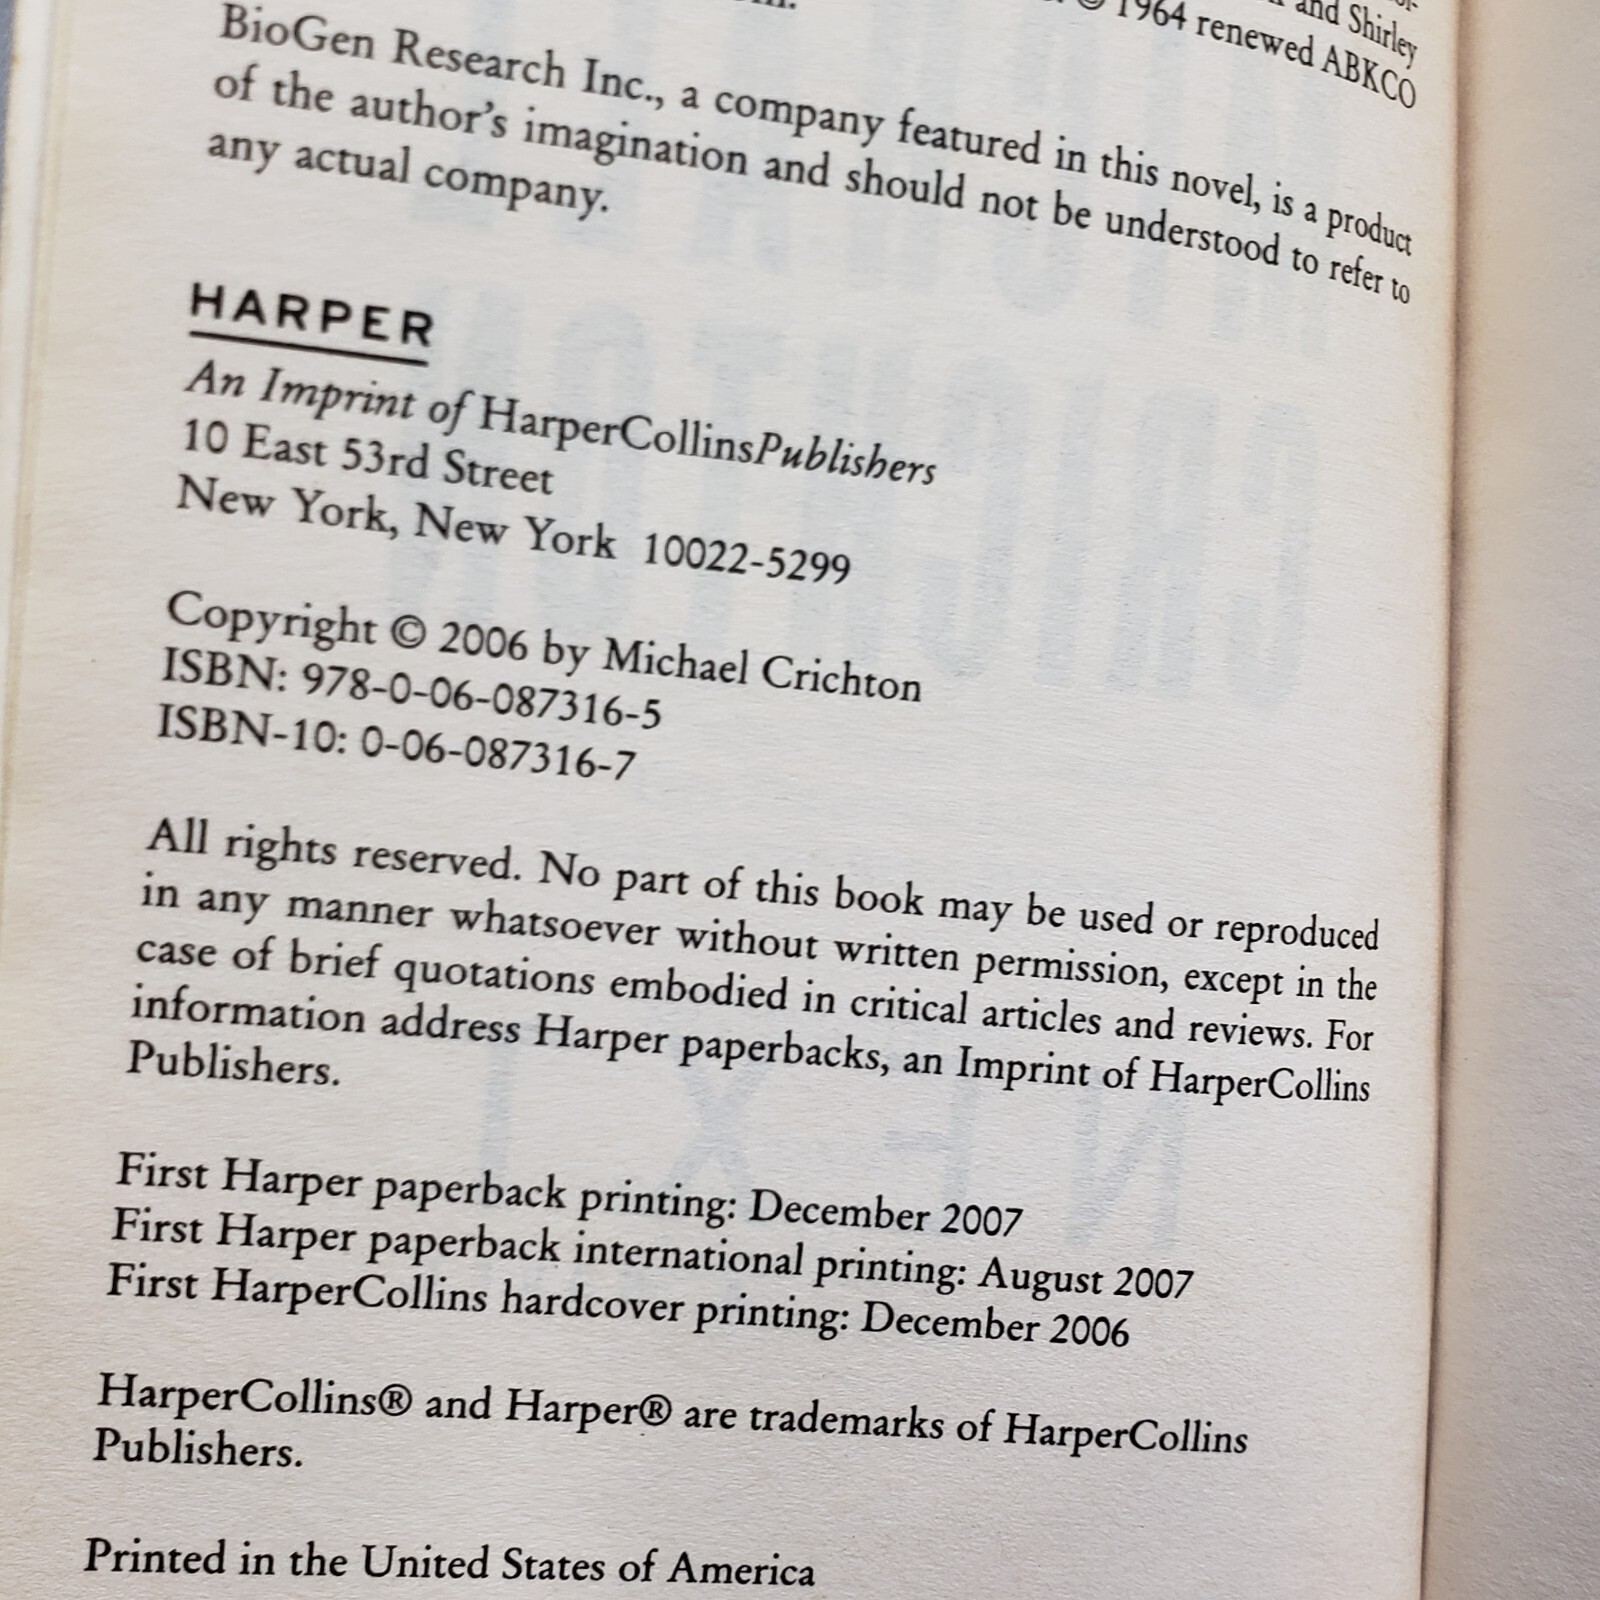 and Shirley
© 1964 renewed ABKCO
BioGen Research Inc., a company featured in this novel, is a product
of the author's imagination and should not be understood to refer to
any actual company.
HARPER
An Imprint of HarperCollinsPublishers
10 East 53rd Street
New York, New York 10022-5299
Copyright © 2006 by Michael Crichton
ISBN: 978-0-06-087316-5
ISBN-10: 0-06-087316-7
All rights reserved. No part of this book may be used or reproduced
in any manner whatsoever without written permission, except in the
case of brief quotations embodied in critical articles and reviews. For
information address Harper paperbacks, an Imprint of HarperCollins
Publishers.
First Harper paperback printing: December 2007
First Harper paperback international printing: August 2007
First HarperCollins hardcover printing: December 2006
HarperCollins® and Harper® are trademarks of HarperCollins
Publishers.
Printed in the United States of America